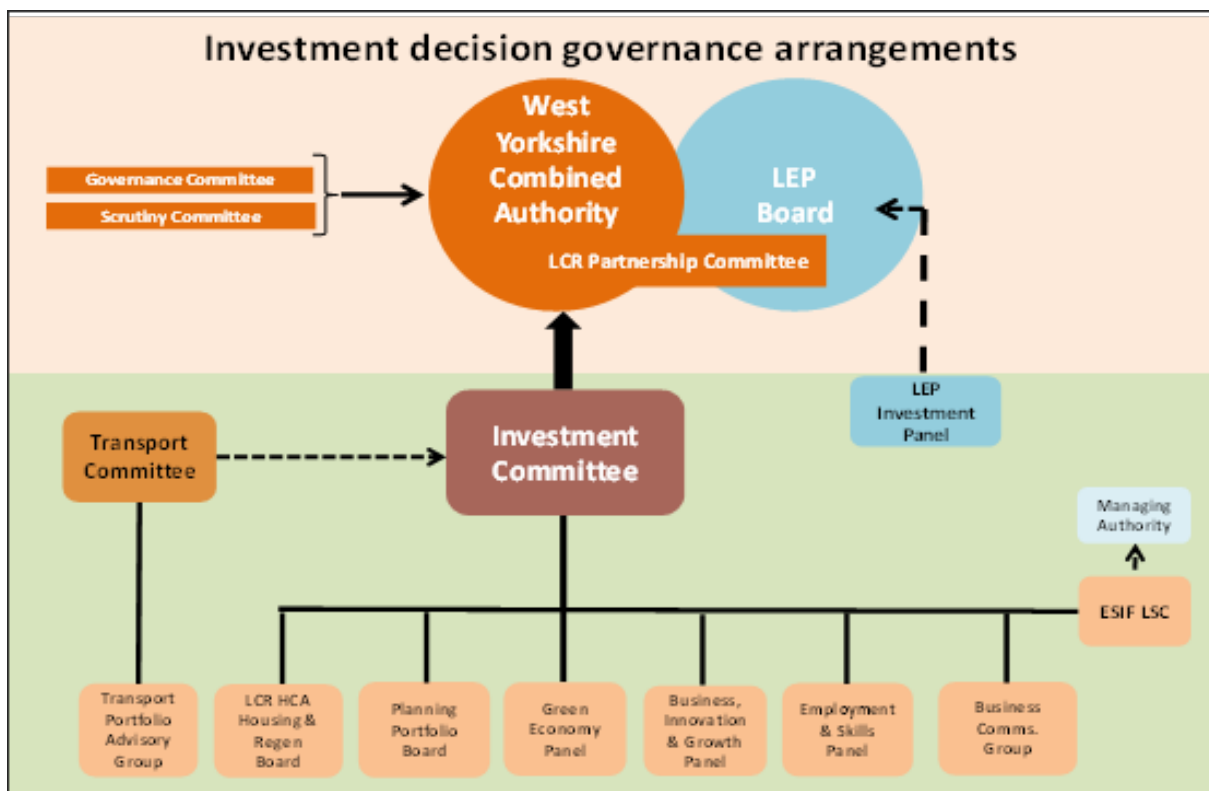 Investment decision governance arrangements
West
Yorkshire
Combined
Authority
LEP
Board
Governance Committee
Scrutiny Committee
LCR Partnership Committee
LEP
Investment
Panel
Transport
Committee
Investment
Committee
Managing
Authority
ESIF LSC
Transport
Portfolio
Advisory
Group
LCR HCA
Housing &
Regen
Board
Planning
Portfolio
Board
Green
Economy
Panel
Business,
Innovation
& Growth
Panel
Employment
& Skills
Panel
Business
Comms.
Group